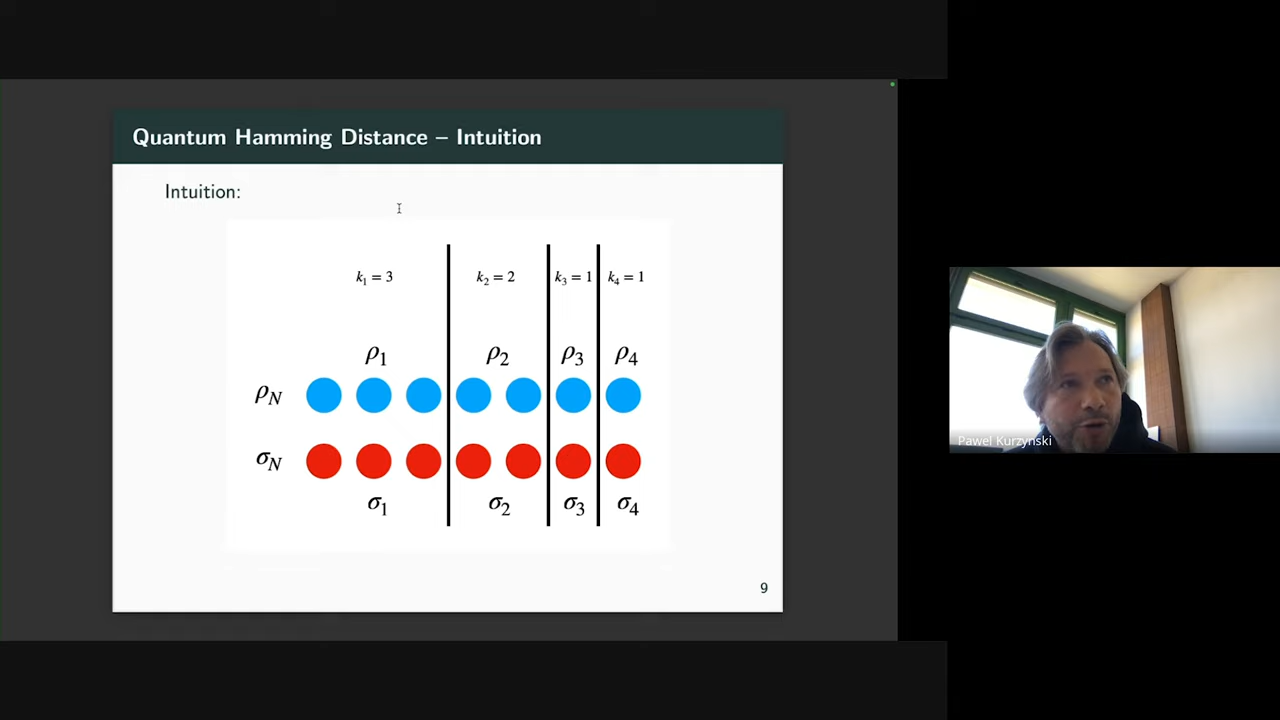 Quantum Hamming Distance – Intuition
Intuition:
k₁ = 3 k₂ = 2 k₃ = 1 k₄ = 1
ρ₁ ρ₂ ρ₃ ρ₄
ρ_N
σ_N
σ₁ σ₂ σ₃ σ₄
9
Pawel Kurzynski